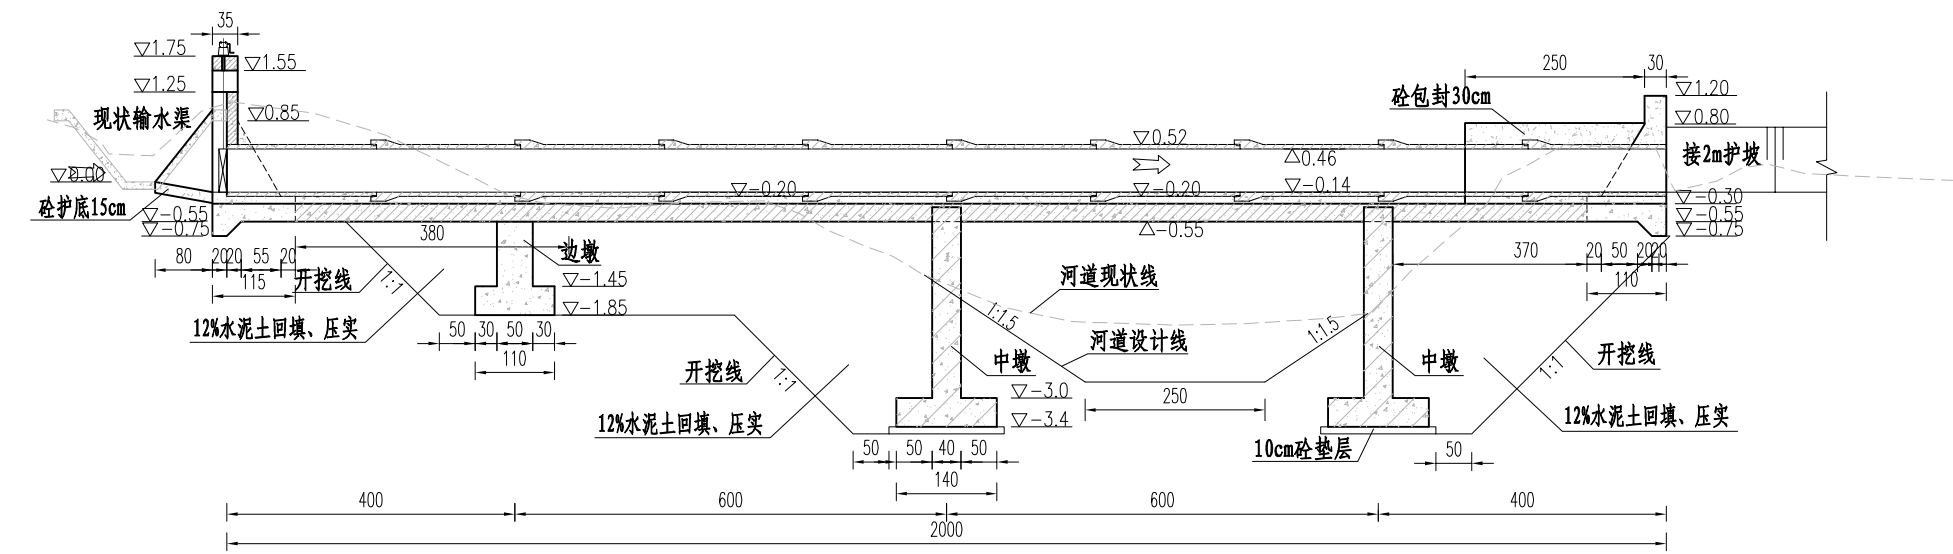 35
▽1.75
▽1.55
▽1.25
250
30
▽1.20
砼包封30cm
现状输水渠
▽0.85
▽0.80
▽0.52
△0.46
接2m护坡
▽0.00
▽-0.20
▽-0.20
▽-0.14
▽-0.30
砼护底15cm
▽-0.55
▽-0.55
▽-0.75
△-0.55
▽-0.75
380
边墩
370
20 50 20 20
80 20 20 55 20
115
开挖线
1:1
▽-1.45
河道现状线
110
▽-1.85
12%水泥土回填、压实
1:1.5
1:1.5
50 30 50 30
110
河道设计线
中墩
中墩
开挖线
1:1
开挖线
1:1
▽-3.0
250
▽-3.4
12%水泥土回填、压实
12%水泥土回填、压实
10cm砼垫层
50 50 40 50
50
140
400
600
600
400
2000